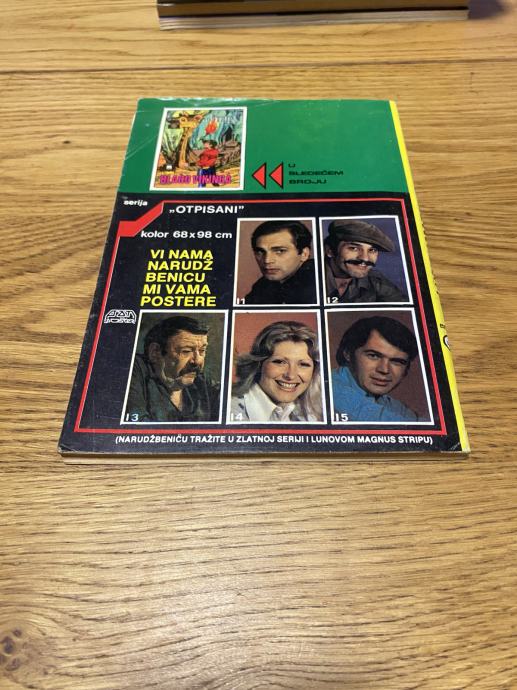 BLAGO VIKINGA
U
SLEDEĆEM
BROJU
serija
„OTPISANI”
kolor 68 x 98 cm
VI NAMA
NARUDŽ
BENICU
MI VAMA
POSTERE
11
12
13
14
15
(NARUDŽBENICU TRAŽITE U ZLATNOJ SERIJI I LUNOVOM MAGNUS STRIPU)